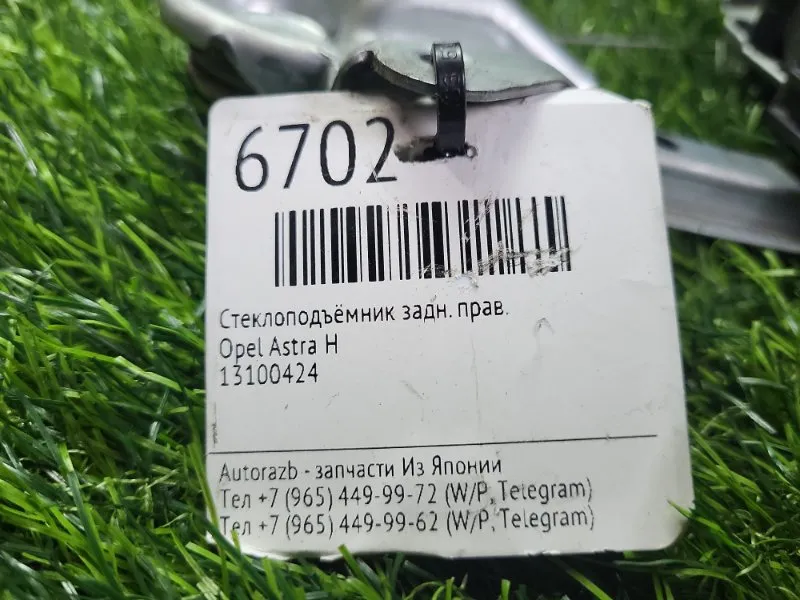 6702
Стеклоподъёмник задн. прав.
Opel Astra H
13100424
Autorazb - запчасти Из Японии
Тел +7 (965) 449-99-72 (W/P, Telegram)
Тел +7 (965) 449-99-62 (W/P, Telegram)